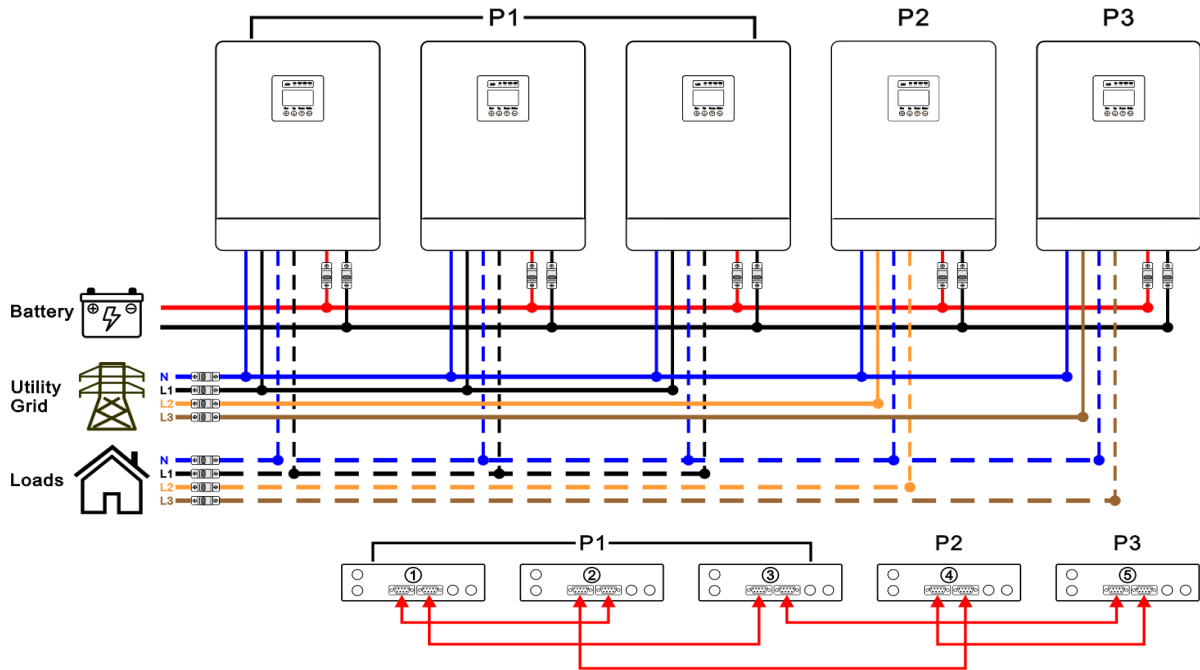 P1 P2 P3
Battery
Utility
Grid
N
L1
L2
L3
Loads
N
L1
L2
L3
P1 P2 P3
① ② ③ ④ ⑤